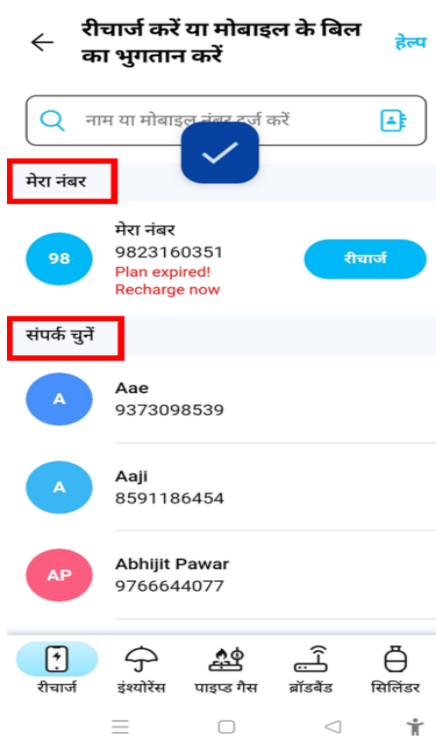 रीचार्ज करें या मोबाइल के बिल
का भुगतान करें
हेल्प
नाम या मोबाइल नंबर दर्ज करें
मेरा नंबर
98
मेरा नंबर
9823160351
Plan expired!
Recharge now
रीचार्ज
संपर्क चुनें
A
Aae
9373098539
A
Aaji
8591186454
AP
Abhijit Pawar
9766644077
रीचार्ज
इंश्योरेंस
पाइप्ड गैस
ब्रॉडबैंड
सिलिंडर